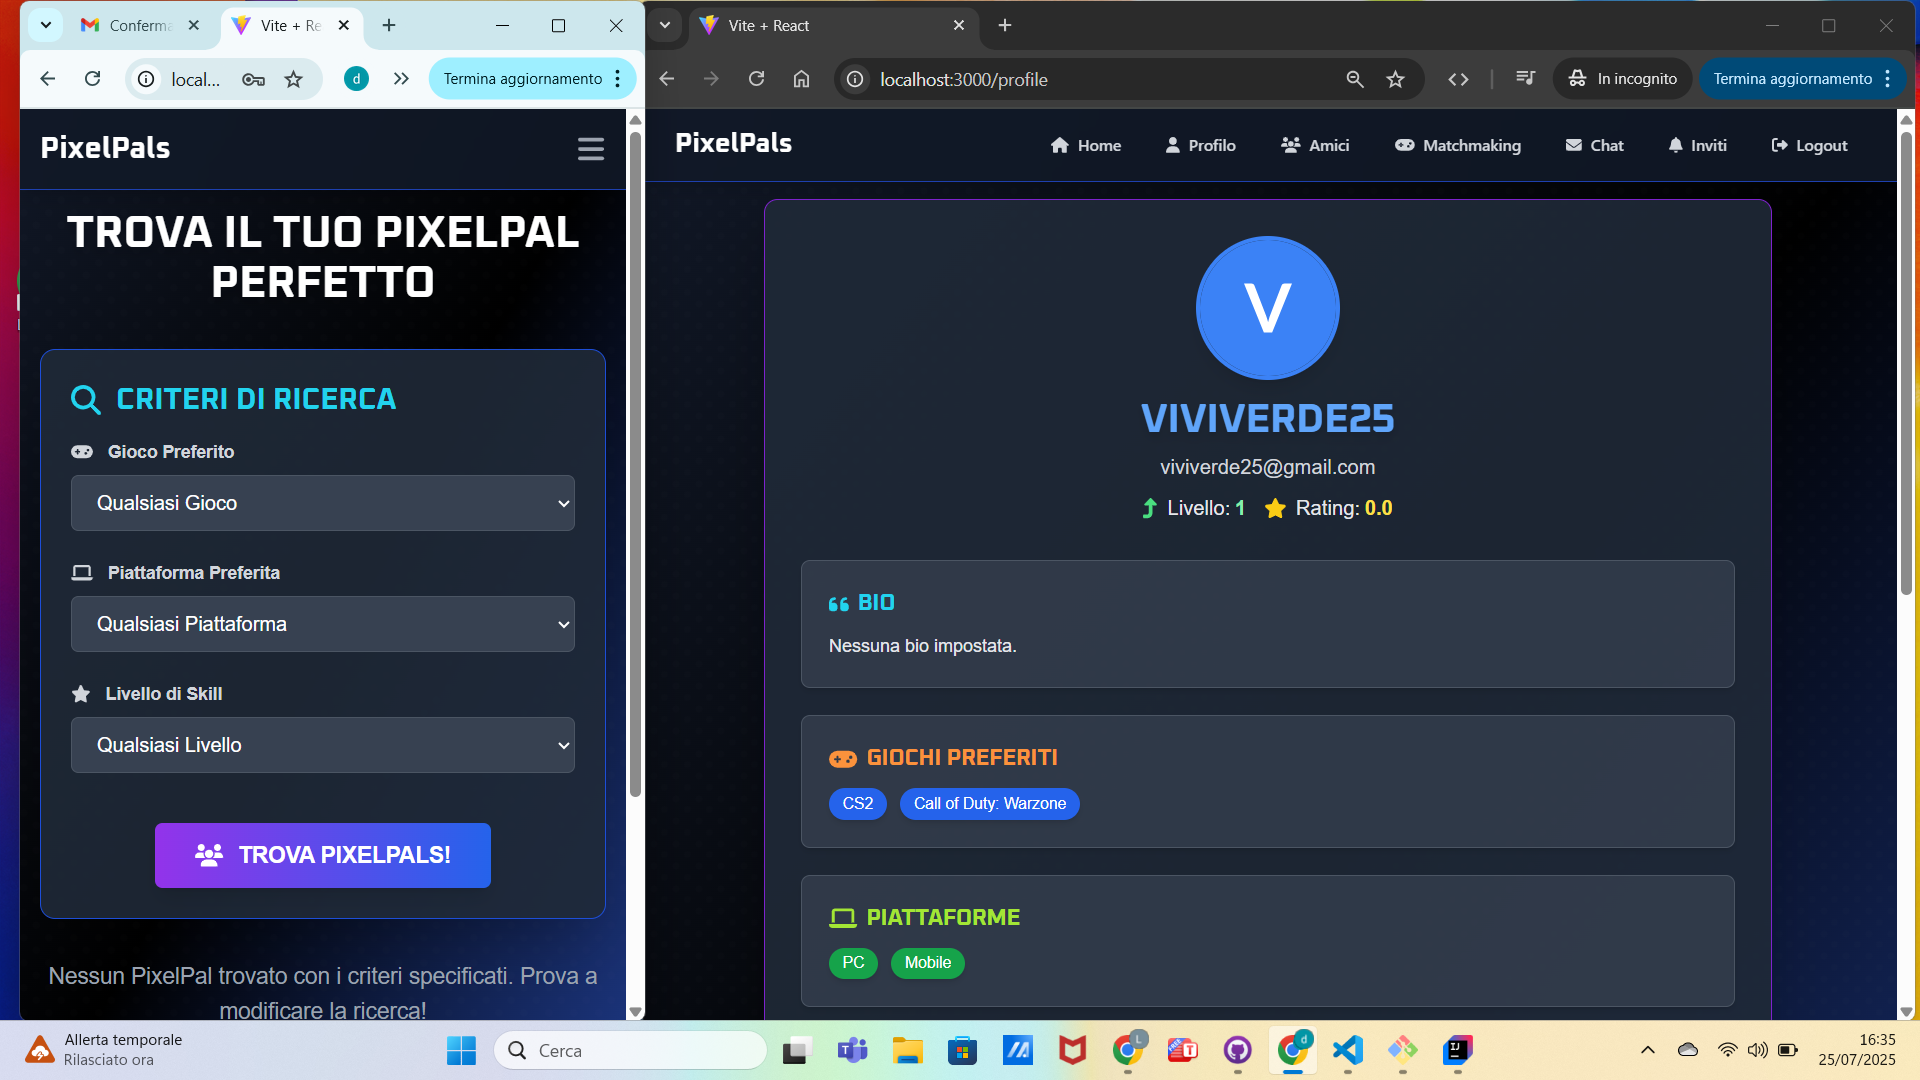 Conferma
Vite + Re
local...
d
Termina aggiornamento
PixelPals
TROVA IL TUO PIXELPAL
PERFETTO
CRITERI DI RICERCA
Gioco Preferito
Qualsiasi Gioco
Piattaforma Preferita
Qualsiasi Piattaforma
Livello di Skill
Qualsiasi Livello
TROVA PIXELPALS!
Nessun PixelPal trovato con i criteri specificati. Prova a
modificare la ricerca!
Vite + React
localhost:3000/profile
In incognito
Termina aggiornamento
PixelPals
Home
Profilo
Amici
Matchmaking
Chat
Inviti
Logout
V
VIVIVERDE25
viviverde25@gmail.com
Livello: 1
Rating: 0.0
BIO
Nessuna bio impostata.
GIOCHI PREFERITI
CS2
Call of Duty: Warzone
PIATTAFORME
PC
Mobile
Allerta temporale
Rilasciato ora
Cerca
16:35
25/07/2025